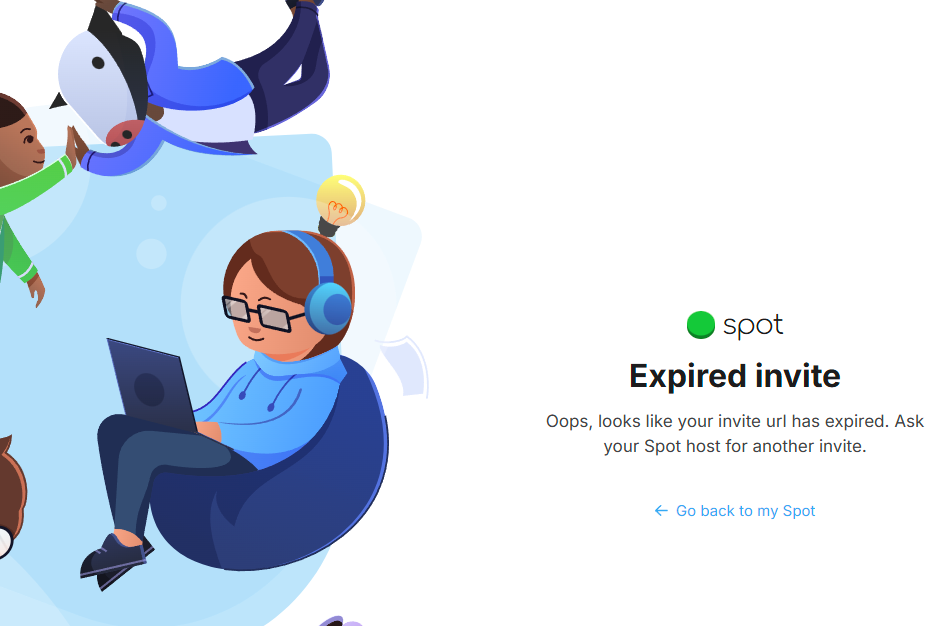 spot
Expired invite
Oops, looks like your invite url has expired. Ask
your Spot host for another invite.
← Go back to my Spot